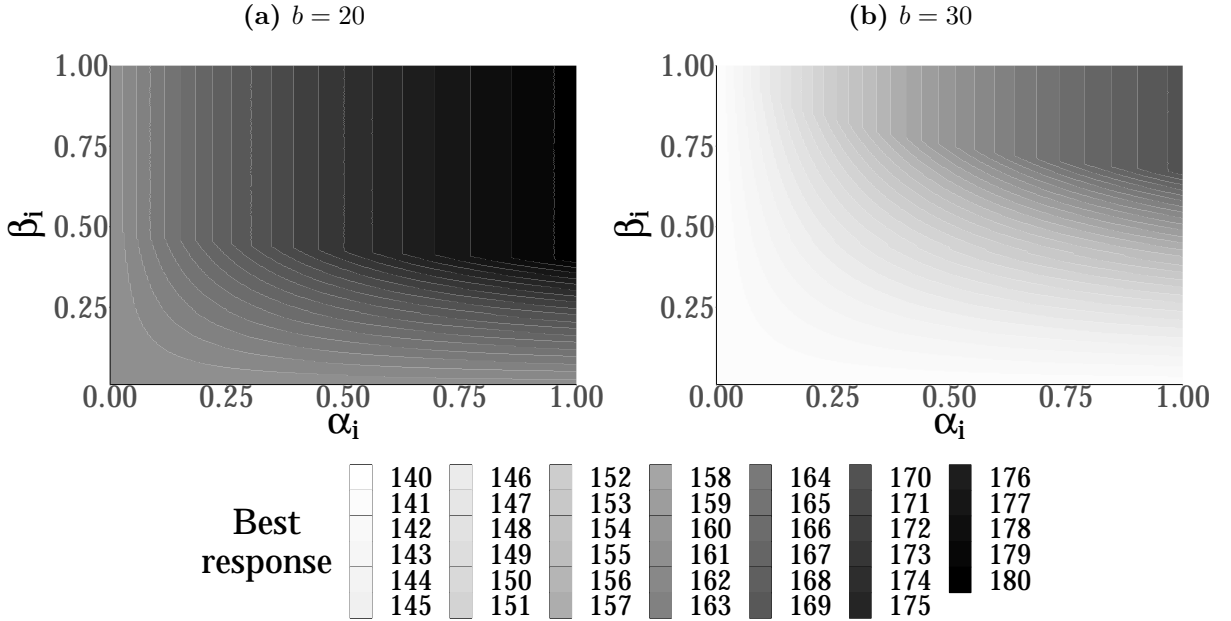 (a) b = 20
(b) b = 30
1.00
0.75
0.50
0.25
βi
0.00 0.25 0.50 0.75 1.00
αi
1.00
0.75
0.50
0.25
βi
0.00 0.25 0.50 0.75 1.00
αi
Best
response
140 146 152 158 164 170 176
141 147 153 159 165 171 177
142 148 154 160 166 172 178
143 149 155 161 167 173 179
144 150 156 162 168 174 180
145 151 157 163 169 175